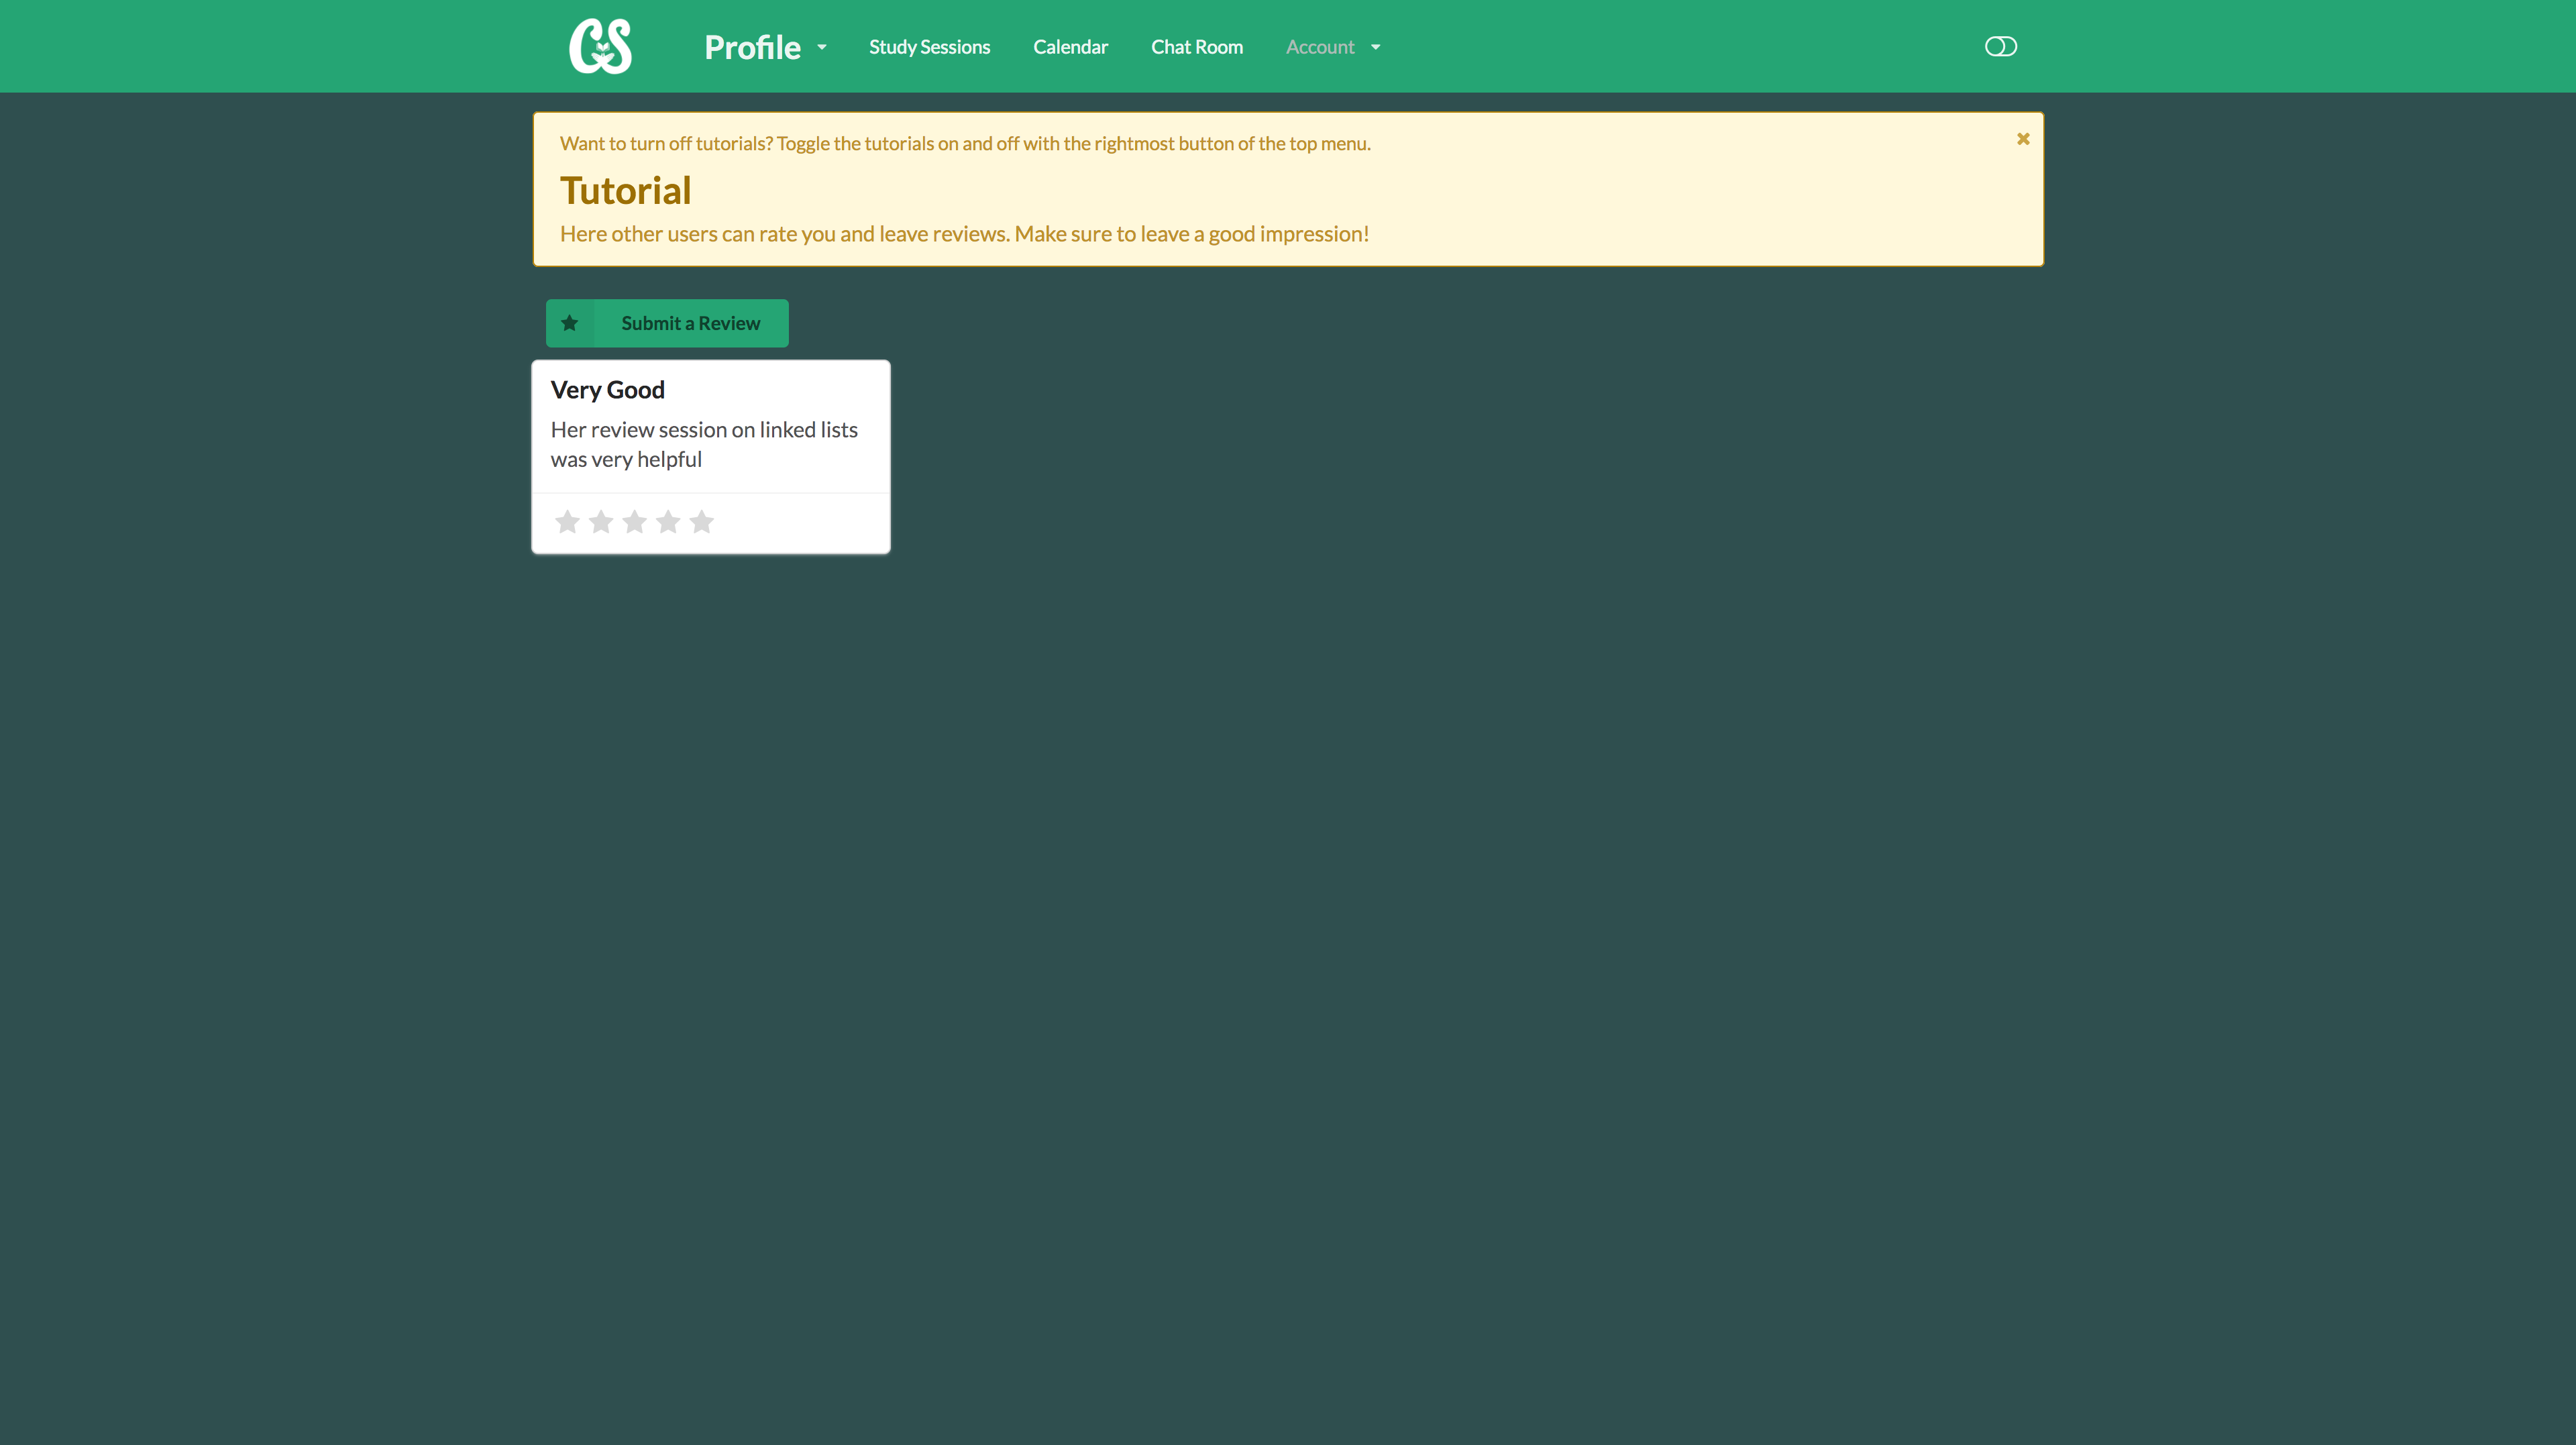 CS
Profile
Study Sessions
Calendar
Chat Room
Account
Want to turn off tutorials? Toggle the tutorials on and off with the rightmost button of the top menu.
Tutorial
Here other users can rate you and leave reviews. Make sure to leave a good impression!
Submit a Review
Very Good
Her review session on linked lists
was very helpful